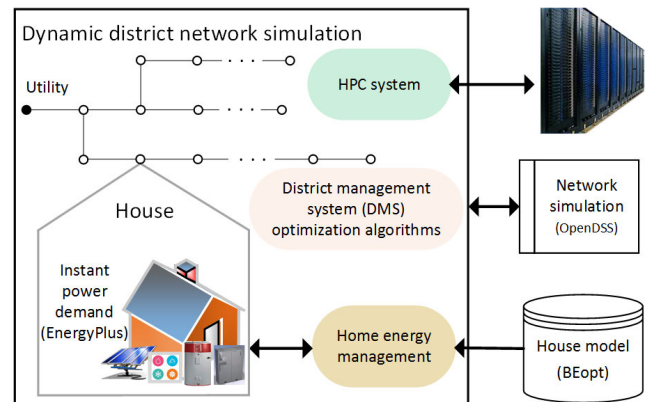 Dynamic district network simulation
Utility
HPC system
House
District management
system (DMS)
optimization algorithms
Network
simulation
(OpenDSS)
Instant
power
demand
(EnergyPlus)
Home energy
management
House model
(BEopt)